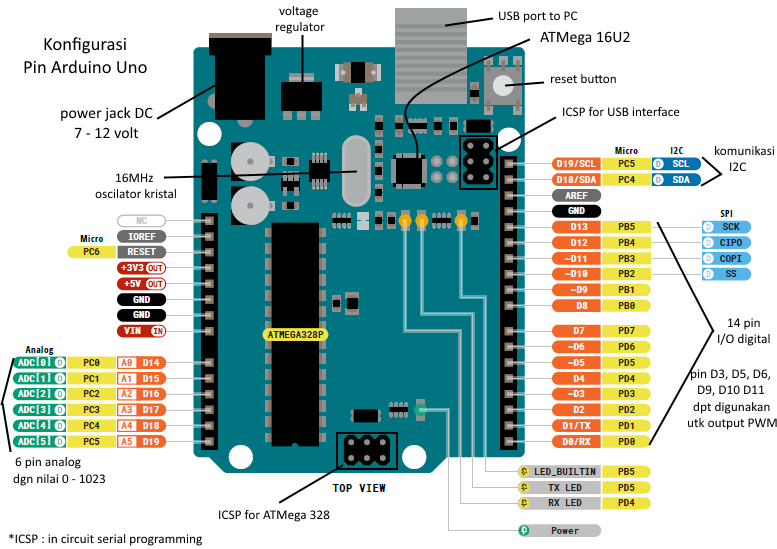 Konfigurasi
Pin Arduino Uno
voltage
regulator
USB port to PC
ATMega 16U2
reset button
power jack DC
7 - 12 volt
ICSP for USB interface
16MHz
oscilator kristal
Micro I2C
komunikasi
I2C
D19/SCL PC5 D SCL
D18/SDA PC4 D SDA
AREF
GND
SPI
D13 PB5 D SCK
D12 PB4 D CIPO
~D11 PB3 D COPI
~D10 PB2 D SS
~D9 PB1
D8 PB0
D7 PD7
~D6 PD6
~D5 PD5
D4 PD4
~D3 PD3
D2 PD2
D1/TX PD1
D0/RX PD0
14 pin
I/O digital
pin D3, D5, D6,
D9, D10 D11
dpt digunakan
utk output PWM
NC
IOREF
Micro
PC6 RESET
+3V3 OUT
+5V OUT
GND
GND
VIN IN
ATMEGA328P
Analog
ADC[0] D PC0 A0 D14
ADC[1] D PC1 A1 D15
ADC[2] D PC2 A2 D16
ADC[3] D PC3 A3 D17
ADC[4] D PC4 A4 D18
ADC[5] D PC5 A5 D19
6 pin analog
dgn nilai 0 - 1023
LED_BUILTIN PB5
TX LED PD5
RX LED PD4
Power
TOP VIEW
ICSP for ATMega 328
*ICSP : in circuit serial programming